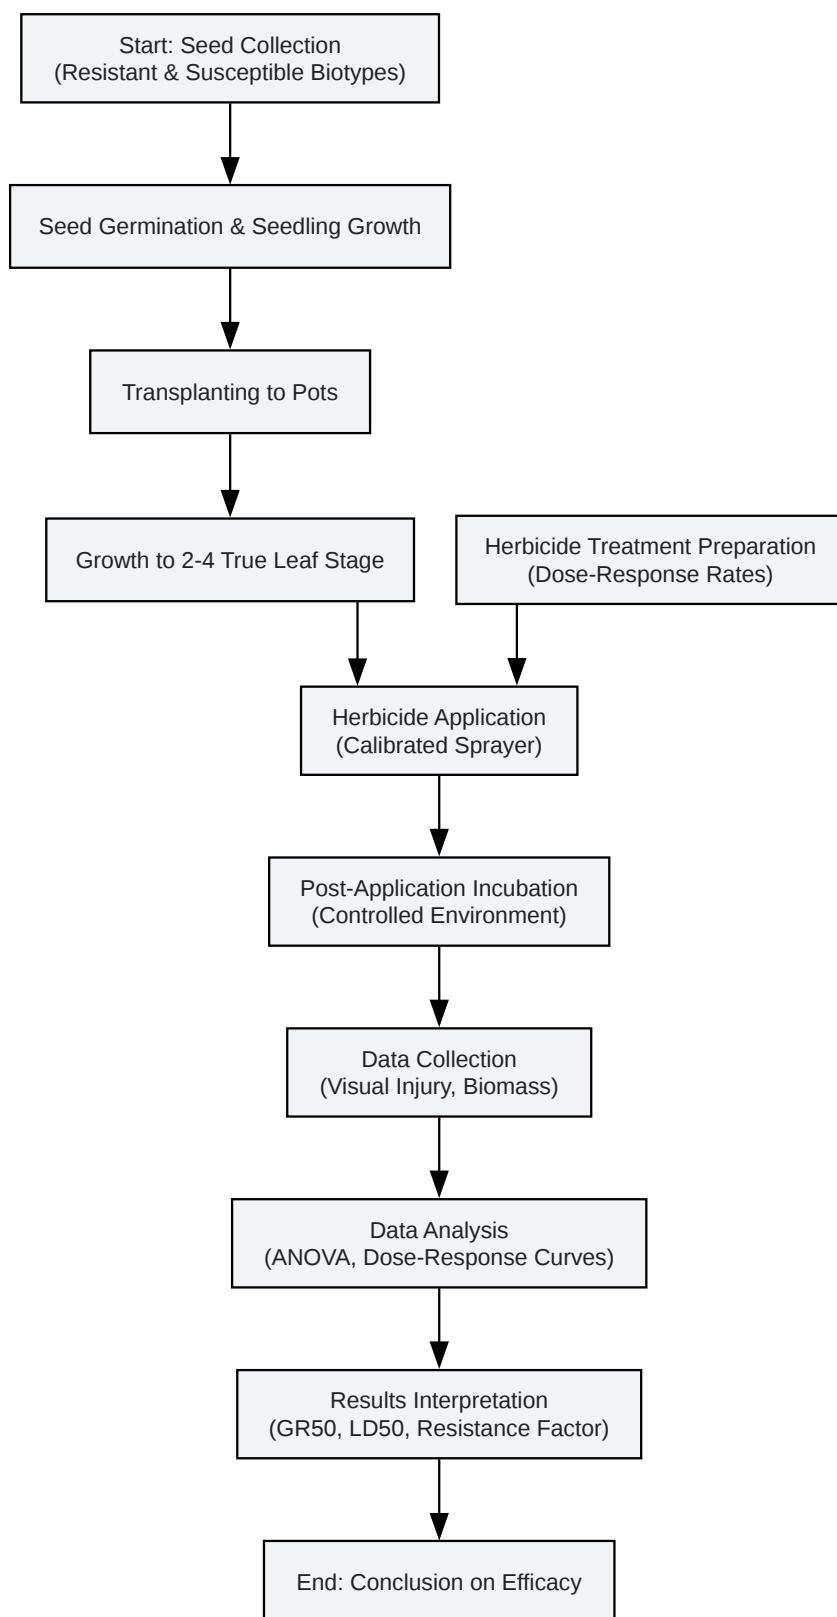 Start: Seed Collection
(Resistant & Susceptible Biotypes)
Seed Germination & Seedling Growth
Transplanting to Pots
Growth to 2-4 True Leaf Stage
Herbicide Treatment Preparation
(Dose-Response Rates)
Herbicide Application
(Calibrated Sprayer)
Post-Application Incubation
(Controlled Environment)
Data Collection
(Visual Injury, Biomass)
Data Analysis
(ANOVA, Dose-Response Curves)
Results Interpretation
(GR50, LD50, Resistance Factor)
End: Conclusion on Efficacy